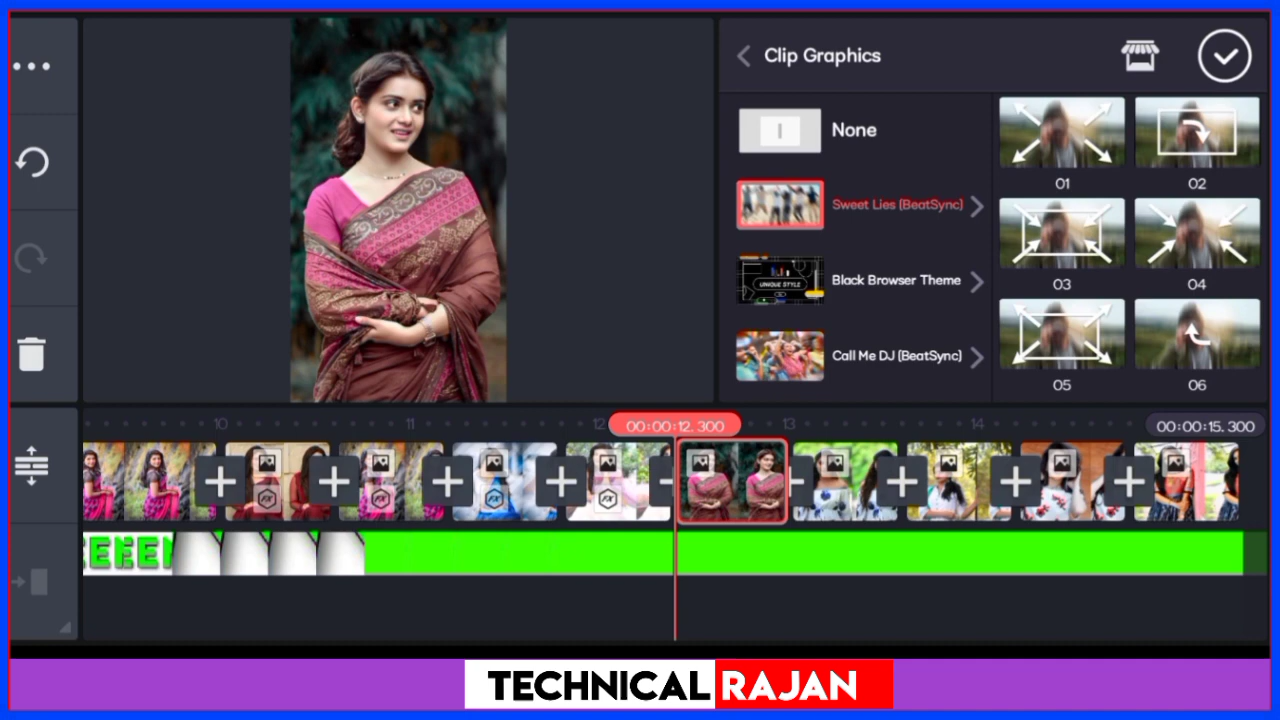 Clip Graphics
None
Sweet Lies (BeatSync)
Black Browser Theme
UNIQUE STYLE
Call Me DJ (BeatSync)
01
02
03
04
05
06
10
11
12
00:00:12.300
13
14
00:00:15.300
TECHNICAL RAJAN